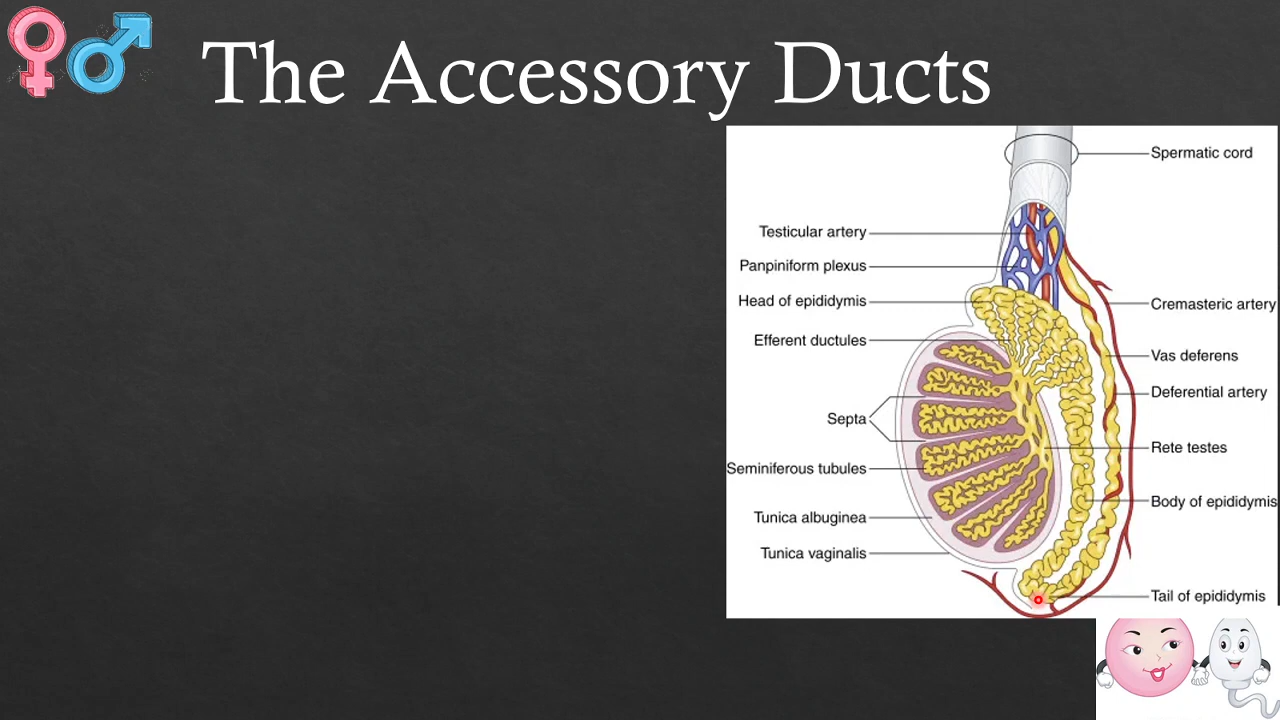 The Accessory Ducts
Spermatic cord
Testicular artery
Panpiniform plexus
Head of epididymis
Cremasteric artery
Efferent ductules
Vas deferens
Deferential artery
Septa
Rete testes
Seminiferous tubules
Body of epididymis
Tunica albuginea
Tunica vaginalis
Tail of epididymis